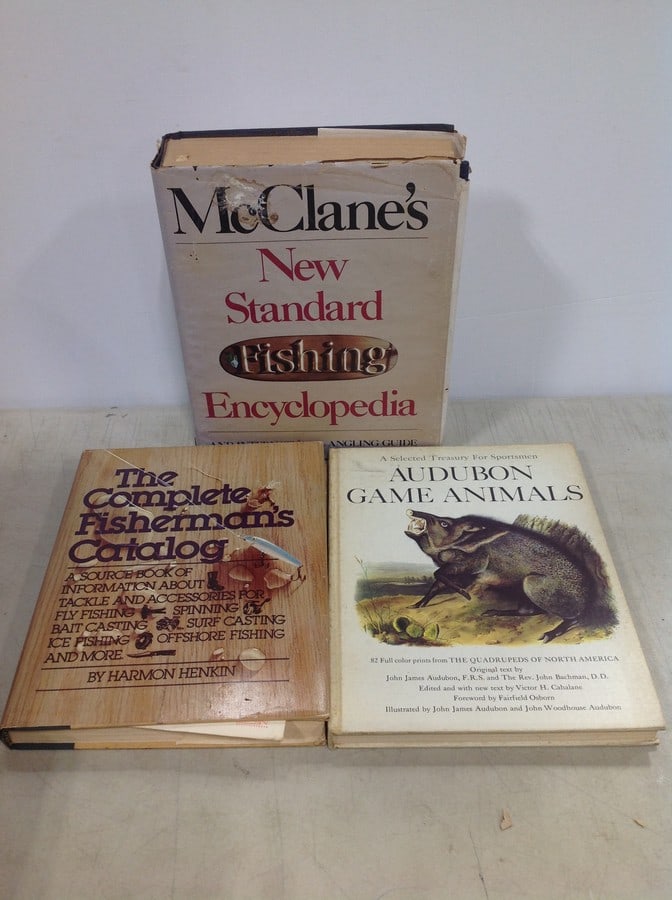 McClane's
New
Standard
Fishing
Encyclopedia
ANGLING GUIDE
The
Complete
Fisherman's
Catalog
A SOURCE BOOK OF
INFORMATION ABOUT
TACKLE AND ACCESSORIES FOR
FLY FISHING SPINNING
BAIT CASTING SURF CASTING
ICE FISHING OFFSHORE FISHING
AND MORE
BY HARMON HENKIN
A Selected Treasury For Sportsmen
AUDUBON
GAME ANIMALS
82 Full color prints from THE QUADRUPEDS OF NORTH AMERICA
Original text by
John James Audubon, F.R.S. and The Rev. John Bachman, D.D.
Edited and with new text by Victor H. Cahalane
Foreword by Fairfield Osborn
Illustrated by John James Audubon and John Woodhouse Audubon